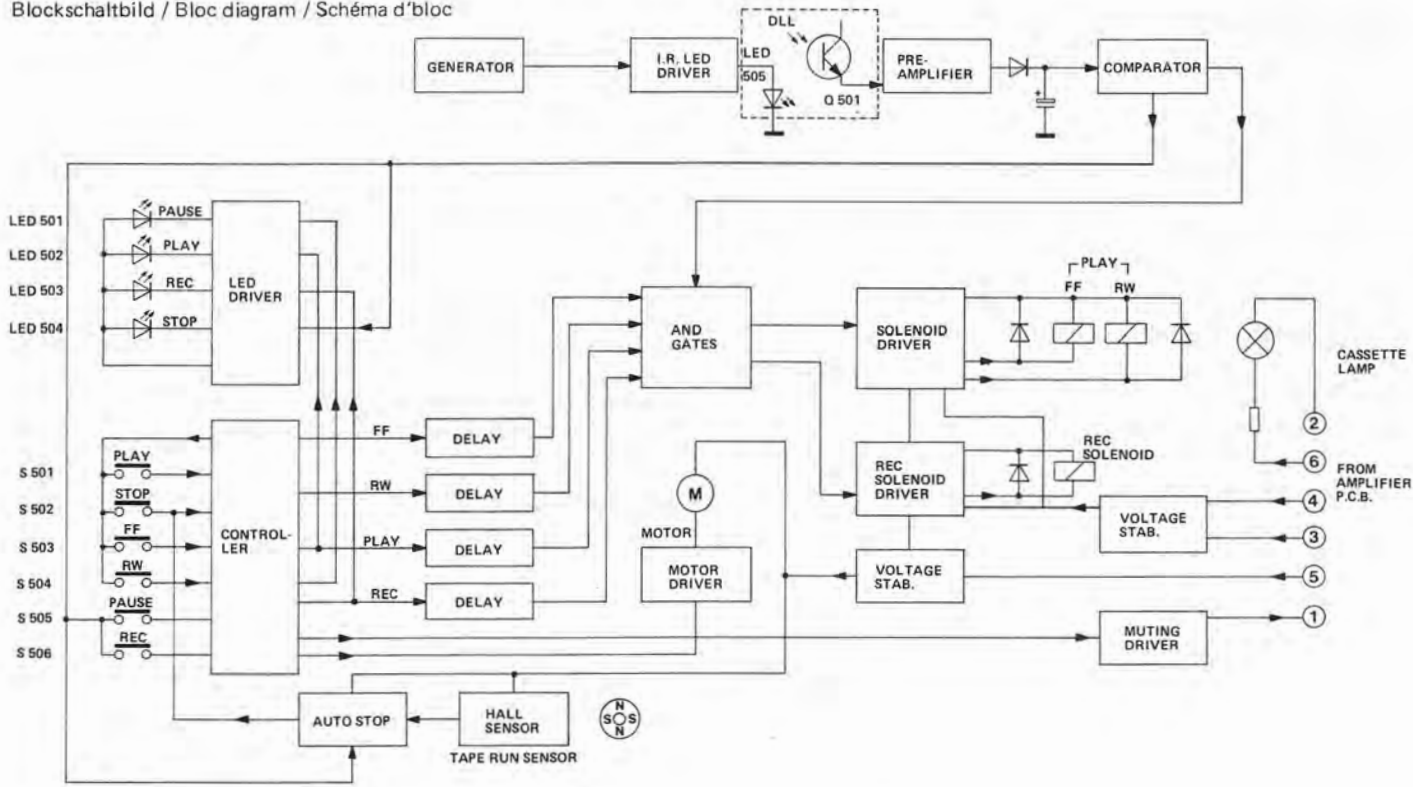 Blockschaltbild / Bloc diagram / Schéma d'bloc
GENERATOR
I.R. LED
DRIVER
LED
505
DLL
Q 501
PRE-
AMPLIFIER
+
COMPARATOR
LED 501
PAUSE
LED 502
PLAY
LED 503
REC
LED 504
STOP
LED
DRIVER
AND
GATES
SOLENOID
DRIVER
PLAY
FF
RW
CASSETTE
LAMP
2
6
FROM
AMPLIFIER
P.C.B.
4
3
5
1
S 501
PLAY
S 502
STOP
S 503
FF
S 504
RW
S 505
PAUSE
S 506
REC
CONTROL-
LER
FF
DELAY
RW
DELAY
PLAY
DELAY
REC
DELAY
M
MOTOR
MOTOR
DRIVER
REC
SOLENOID
DRIVER
REC
SOLENOID
VOLTAGE
STAB.
VOLTAGE
STAB.
MUTING
DRIVER
AUTO STOP
HALL
SENSOR
TAPE RUN SENSOR
N
S S
N